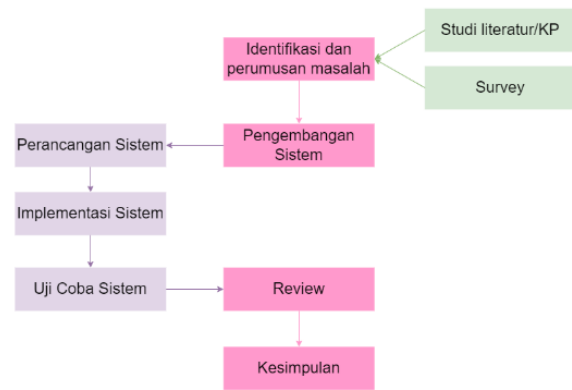 Studi literatur/KP
Identifikasi dan
perumusan masalah
Survey
Pengembangan
Sistem
Perancangan Sistem
Implementasi Sistem
Uji Coba Sistem
Review
Kesimpulan